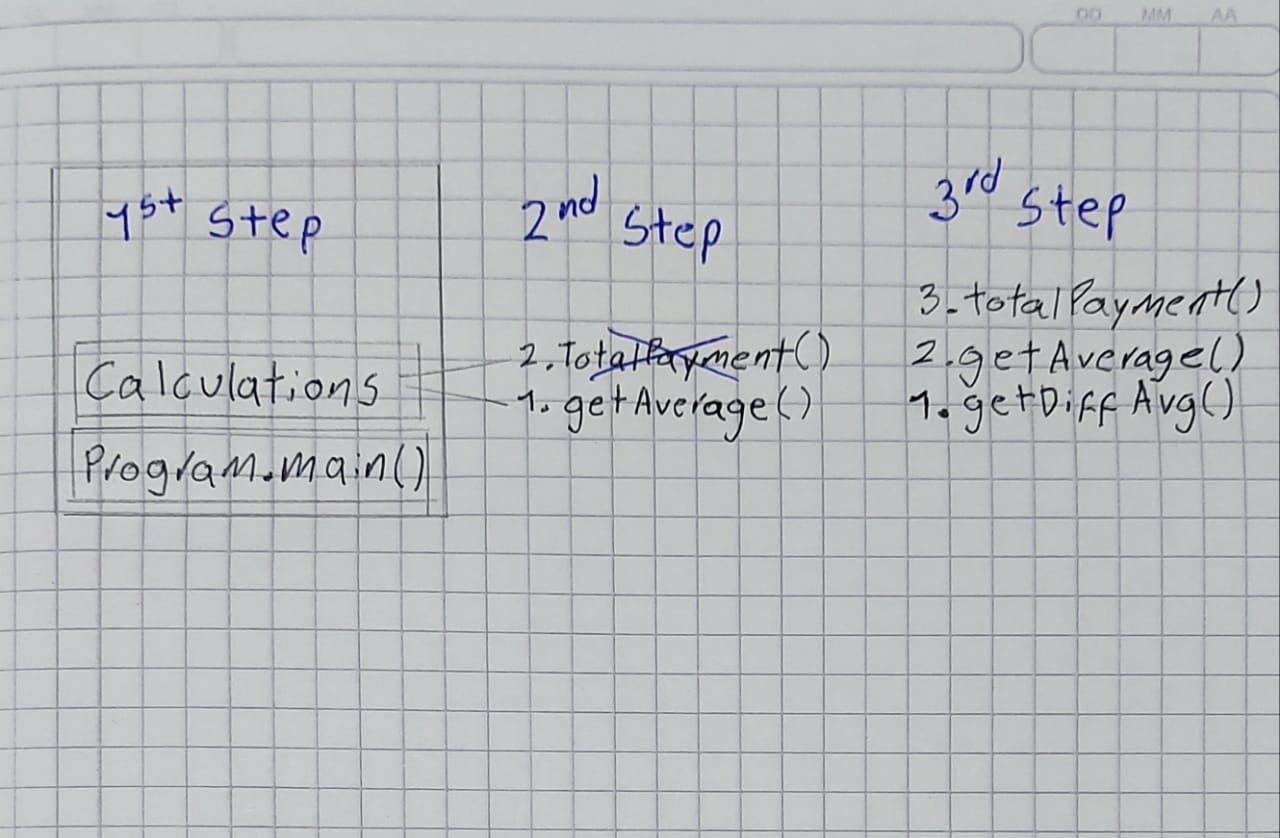 DD MM AA
1st Step
Calculations
Program.main()
2nd Step
2. TotalPayment()
1. getAverage()
3rd Step
3. totalPayment()
2. getAverage()
1. getDiffAvg()